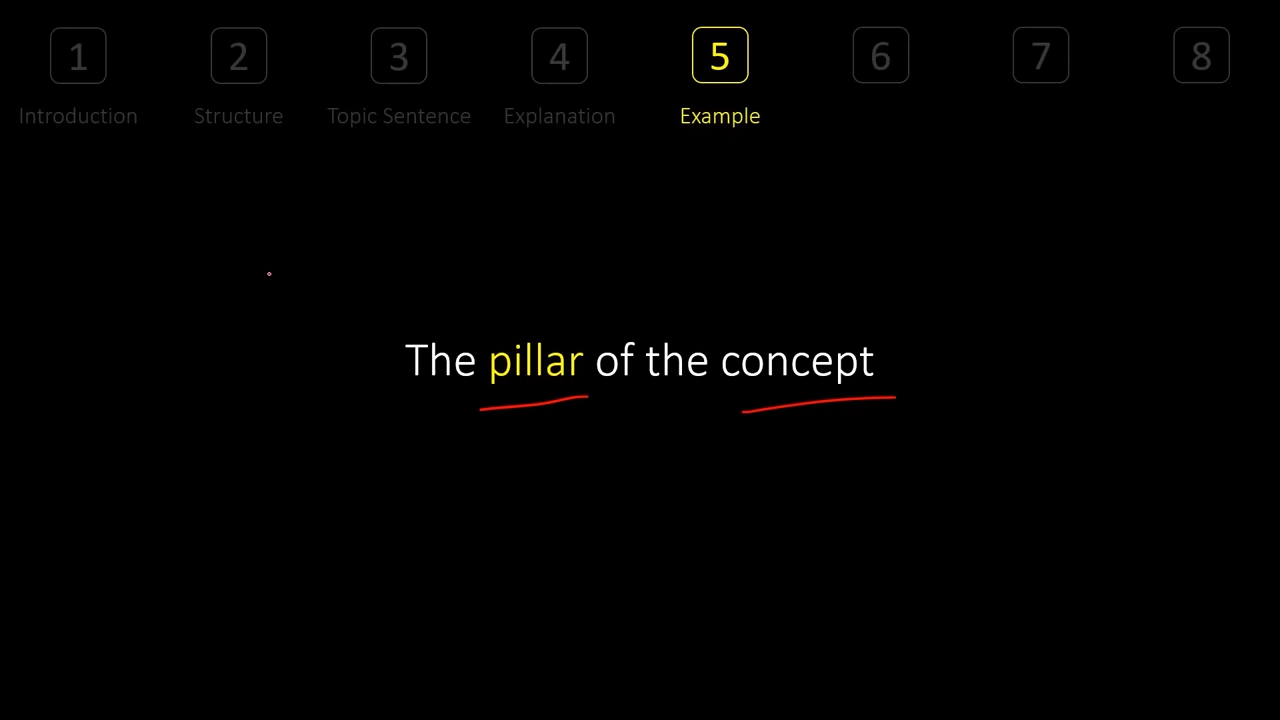 1 2 3 4 5 6 7 8
Introduction Structure Topic Sentence Explanation Example
The pillar of the concept